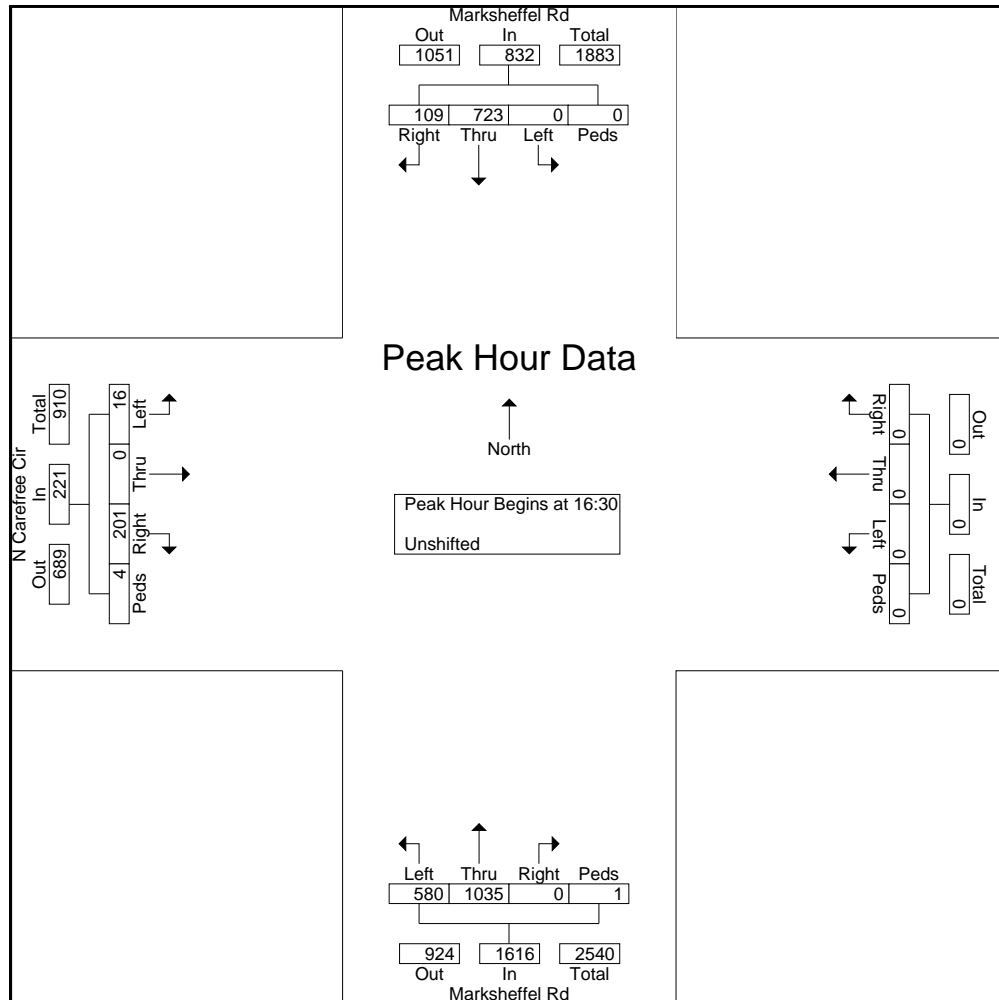 Marksheffel Rd
Out In Total
1051 832 1883
109 723 0 0
Right Thru Left Peds
Peak Hour Data
North
Peak Hour Begins at 16:30
Unshifted
N Carefree Cir
Out In Total
689 221 910
4 201 0 16
Peds Right Thru Left
Out In Total
0 0 0
0 0 0 0
Right Thru Left Peds
Left Thru Right Peds
580 1035 0 1
924 1616 2540
Out In Total
Marksheffel Rd